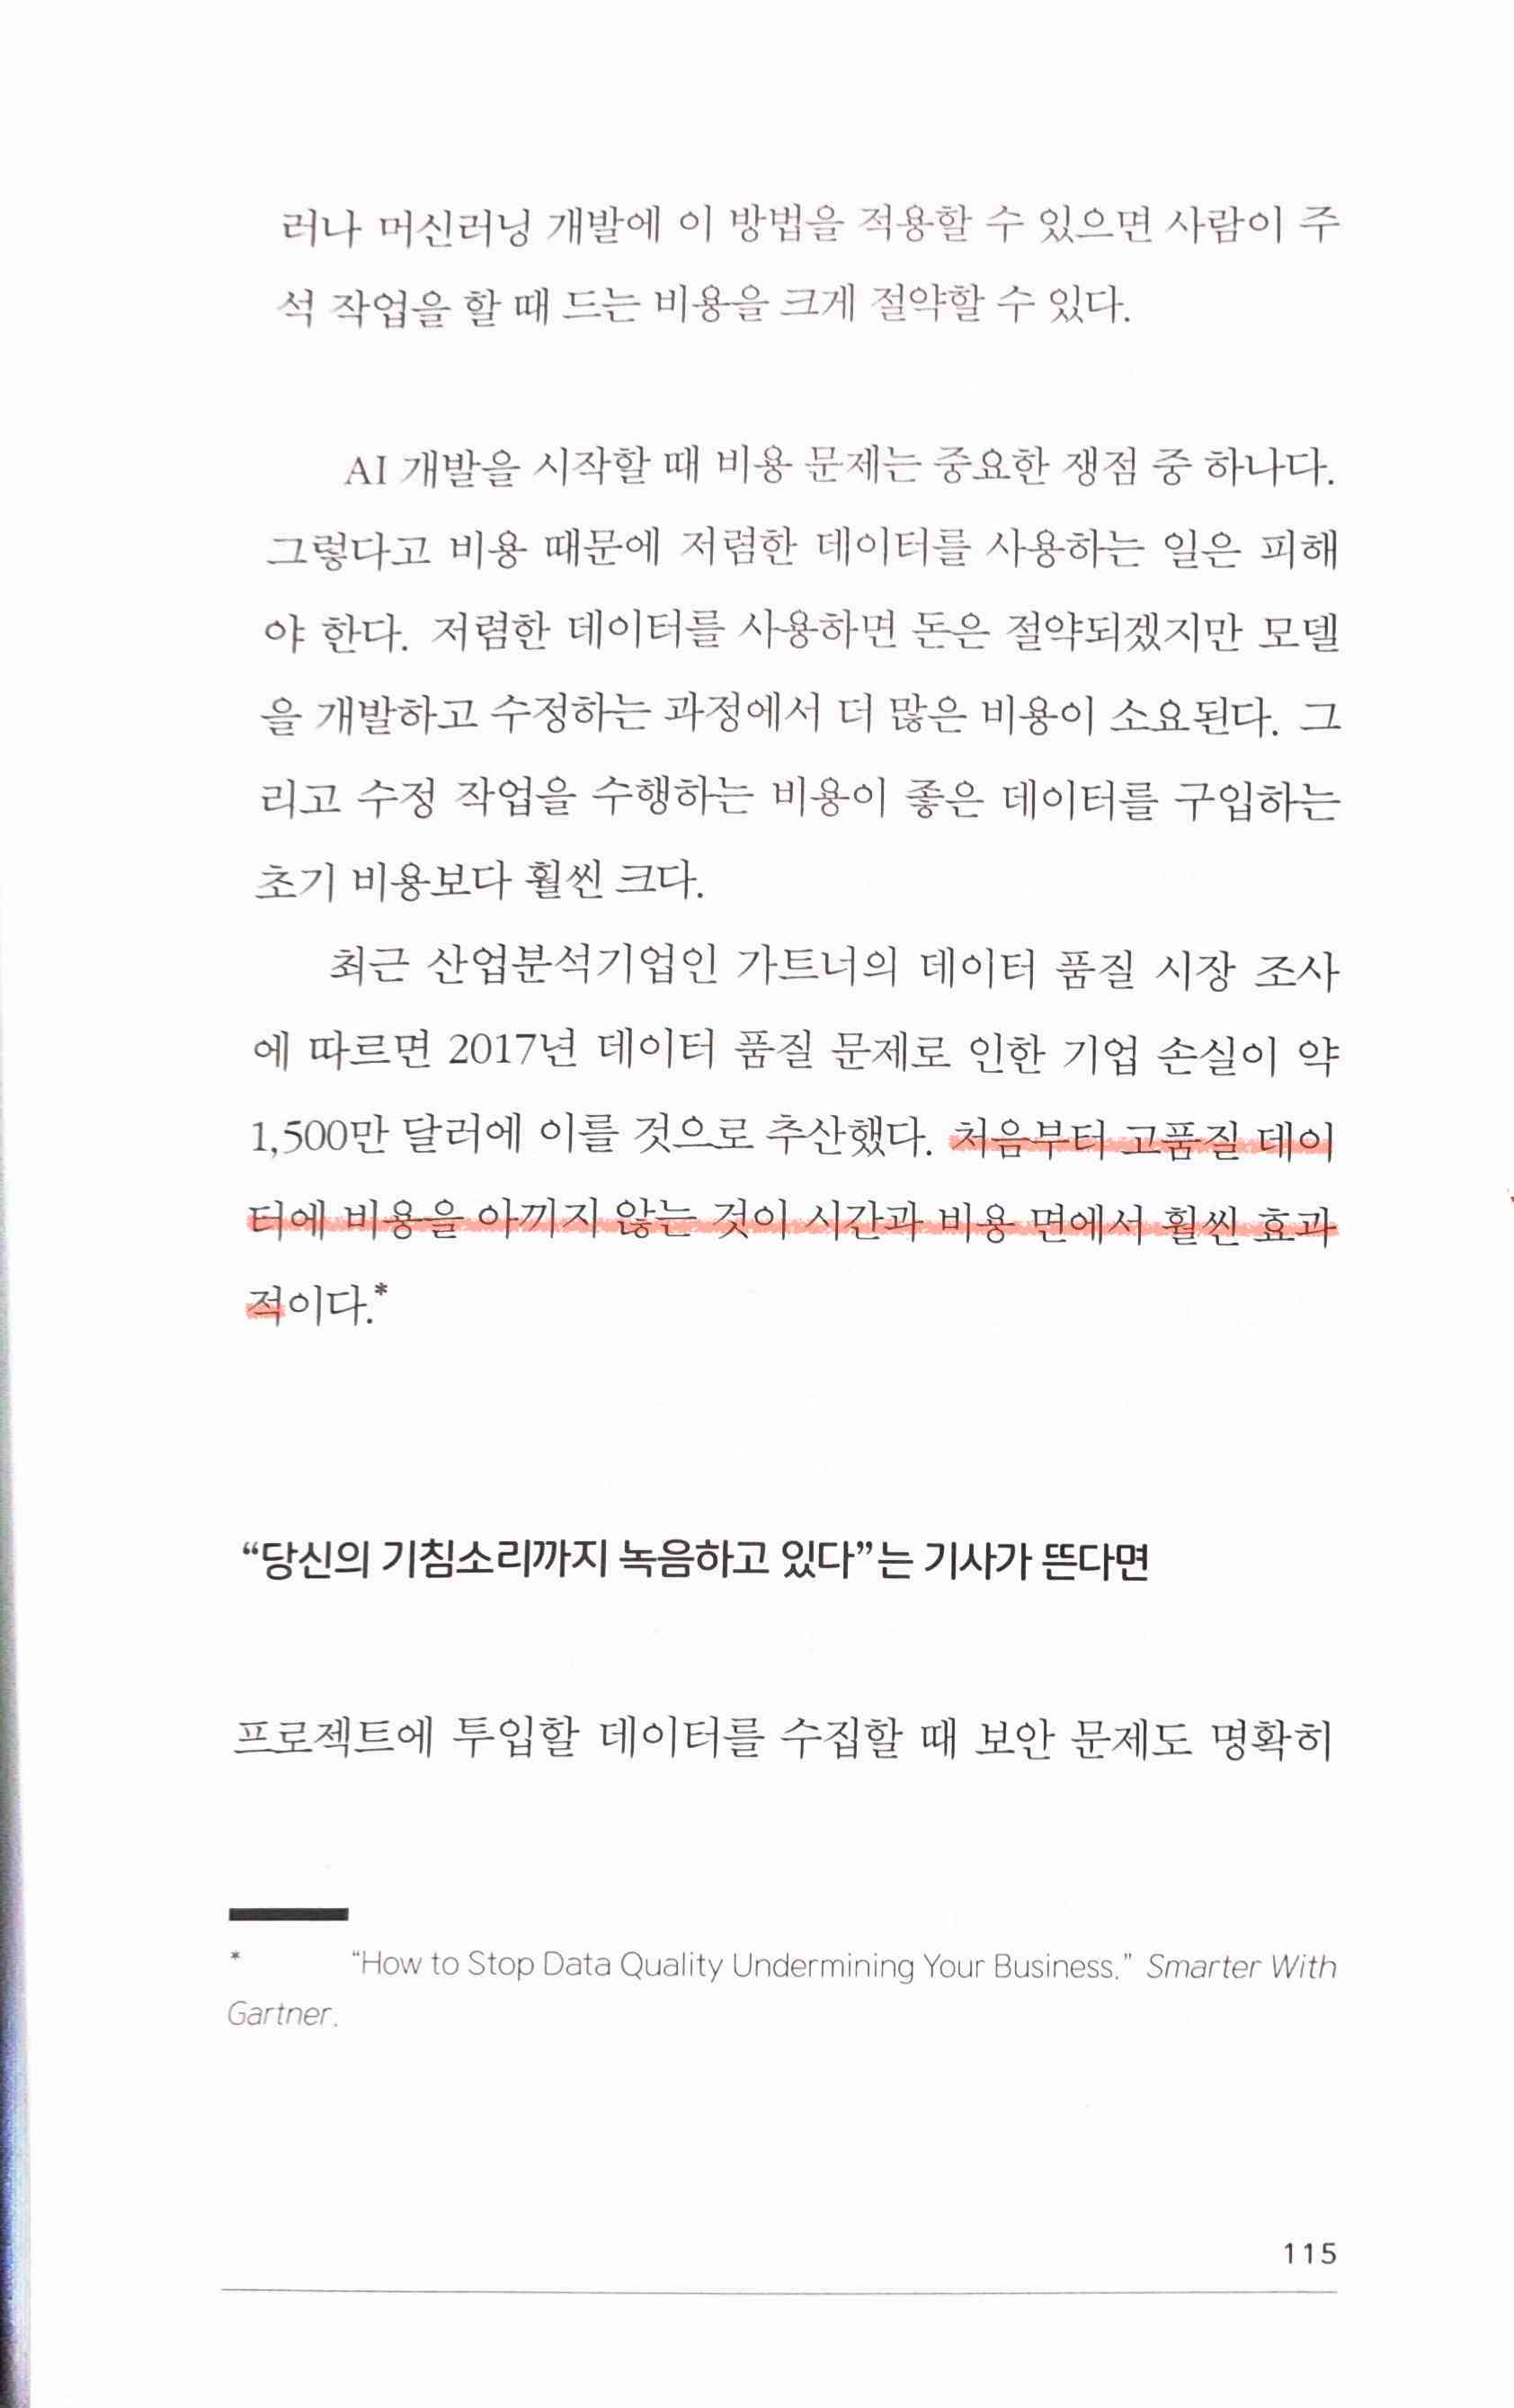 러나 머신러닝 개발에 이 방법을 적용할 수 있으면 사람이 주
석 작업을 할 때 드는 비용을 크게 절약할 수 있다.
AI 개발을 시작할 때 비용 문제는 중요한 쟁점 중 하나다.
그렇다고 비용 때문에 저렴한 데이터를 사용하는 일은 피해
야 한다. 저렴한 데이터를 사용하면 돈은 절약되겠지만 모델
을 개발하고 수정하는 과정에서 더 많은 비용이 소요된다. 그
리고 수정 작업을 수행하는 비용이 좋은 데이터를 구입하는
초기 비용보다 훨씬 크다.
최근 산업분석기업인 가트너의 데이터 품질 시장 조사
에 따르면 2017년 데이터 품질 문제로 인한 기업 손실이 약
1,500만 달러에 이를 것으로 추산했다. 처음부터 고품질 데이
터에 비용을 아끼지 않는 것이 시간과 비용 면에서 훨씬 효과
적이다.*
“당신의 기침소리까지 녹음하고 있다”는 기사가 뜬다면
프로젝트에 투입할 데이터를 수집할 때 보안 문제도 명확히
* “How to Stop Data Quality Undermining Your Business.” Smarter With
Gartner.
115